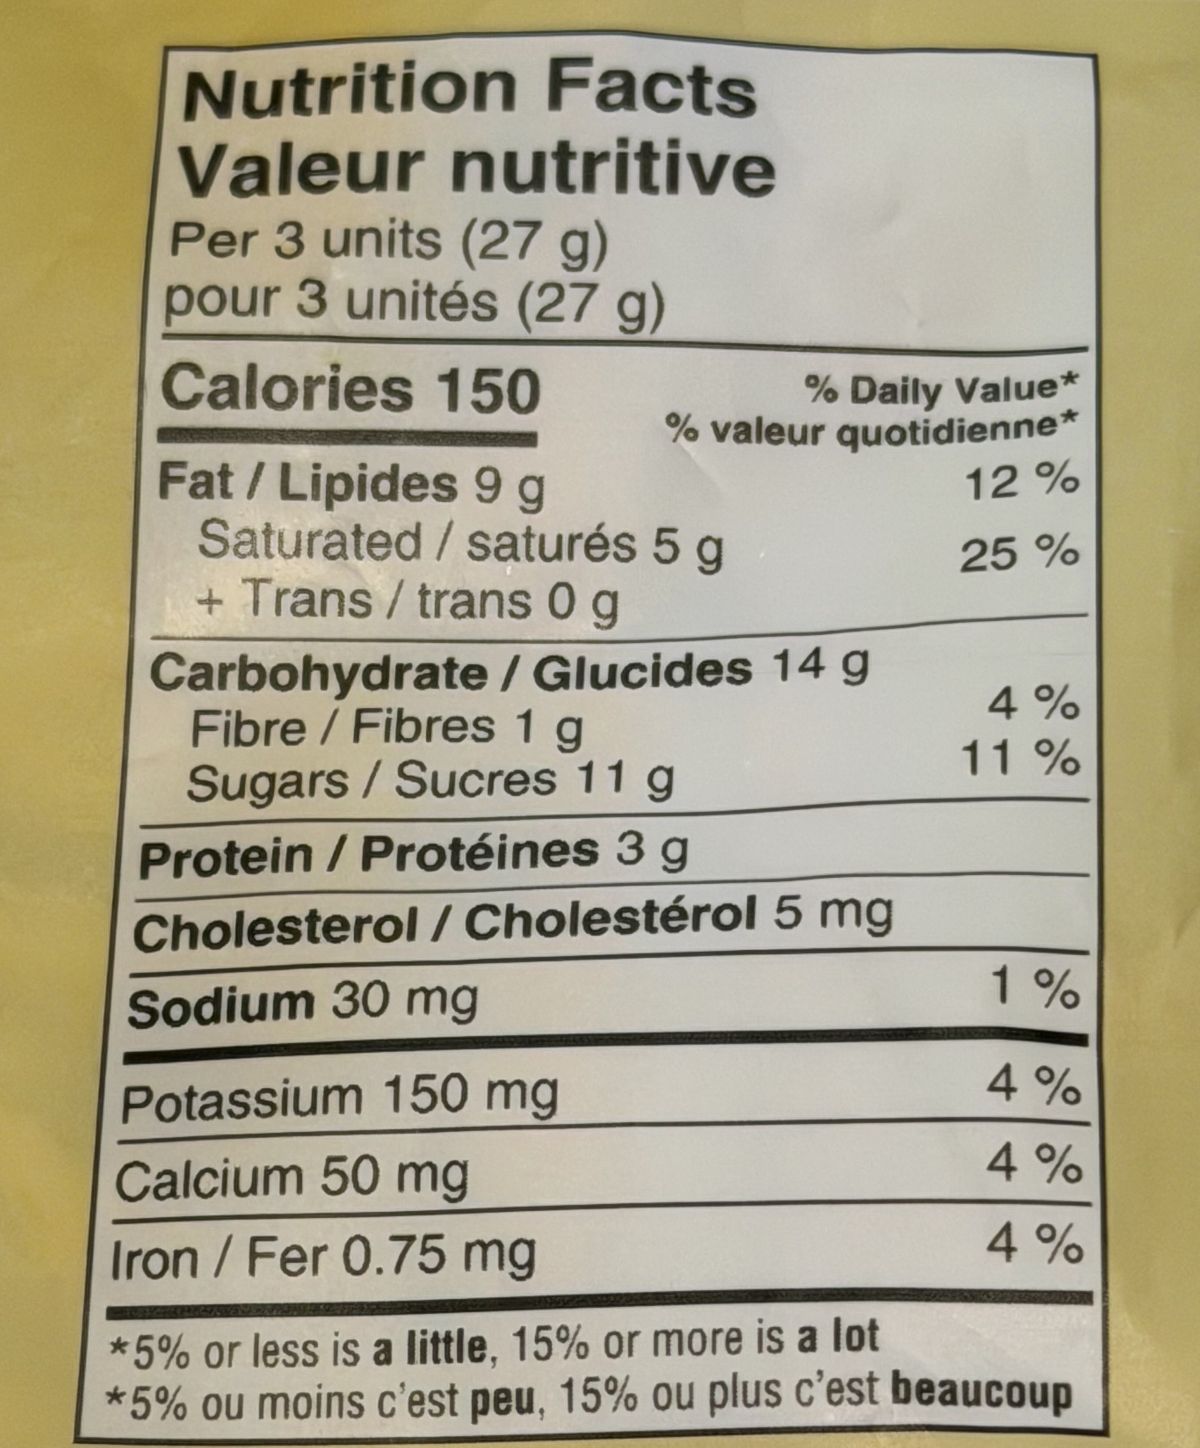 Nutrition Facts
Valeur nutritive
Per 3 units (27 g)
pour 3 unités (27 g)
Calories 150
% Daily Value*
% valeur quotidienne*
Fat / Lipides 9 g 12 %
Saturated / saturés 5 g 25 %
+ Trans / trans 0 g
Carbohydrate / Glucides 14 g
Fibre / Fibres 1 g 4 %
Sugars / Sucres 11 g 11 %
Protein / Protéines 3 g
Cholesterol / Cholestérol 5 mg
Sodium 30 mg 1 %
Potassium 150 mg 4 %
Calcium 50 mg 4 %
Iron / Fer 0.75 mg 4 %
*5% or less is a little, 15% or more is a lot
*5% ou moins c'est peu, 15% ou plus c'est beaucoup